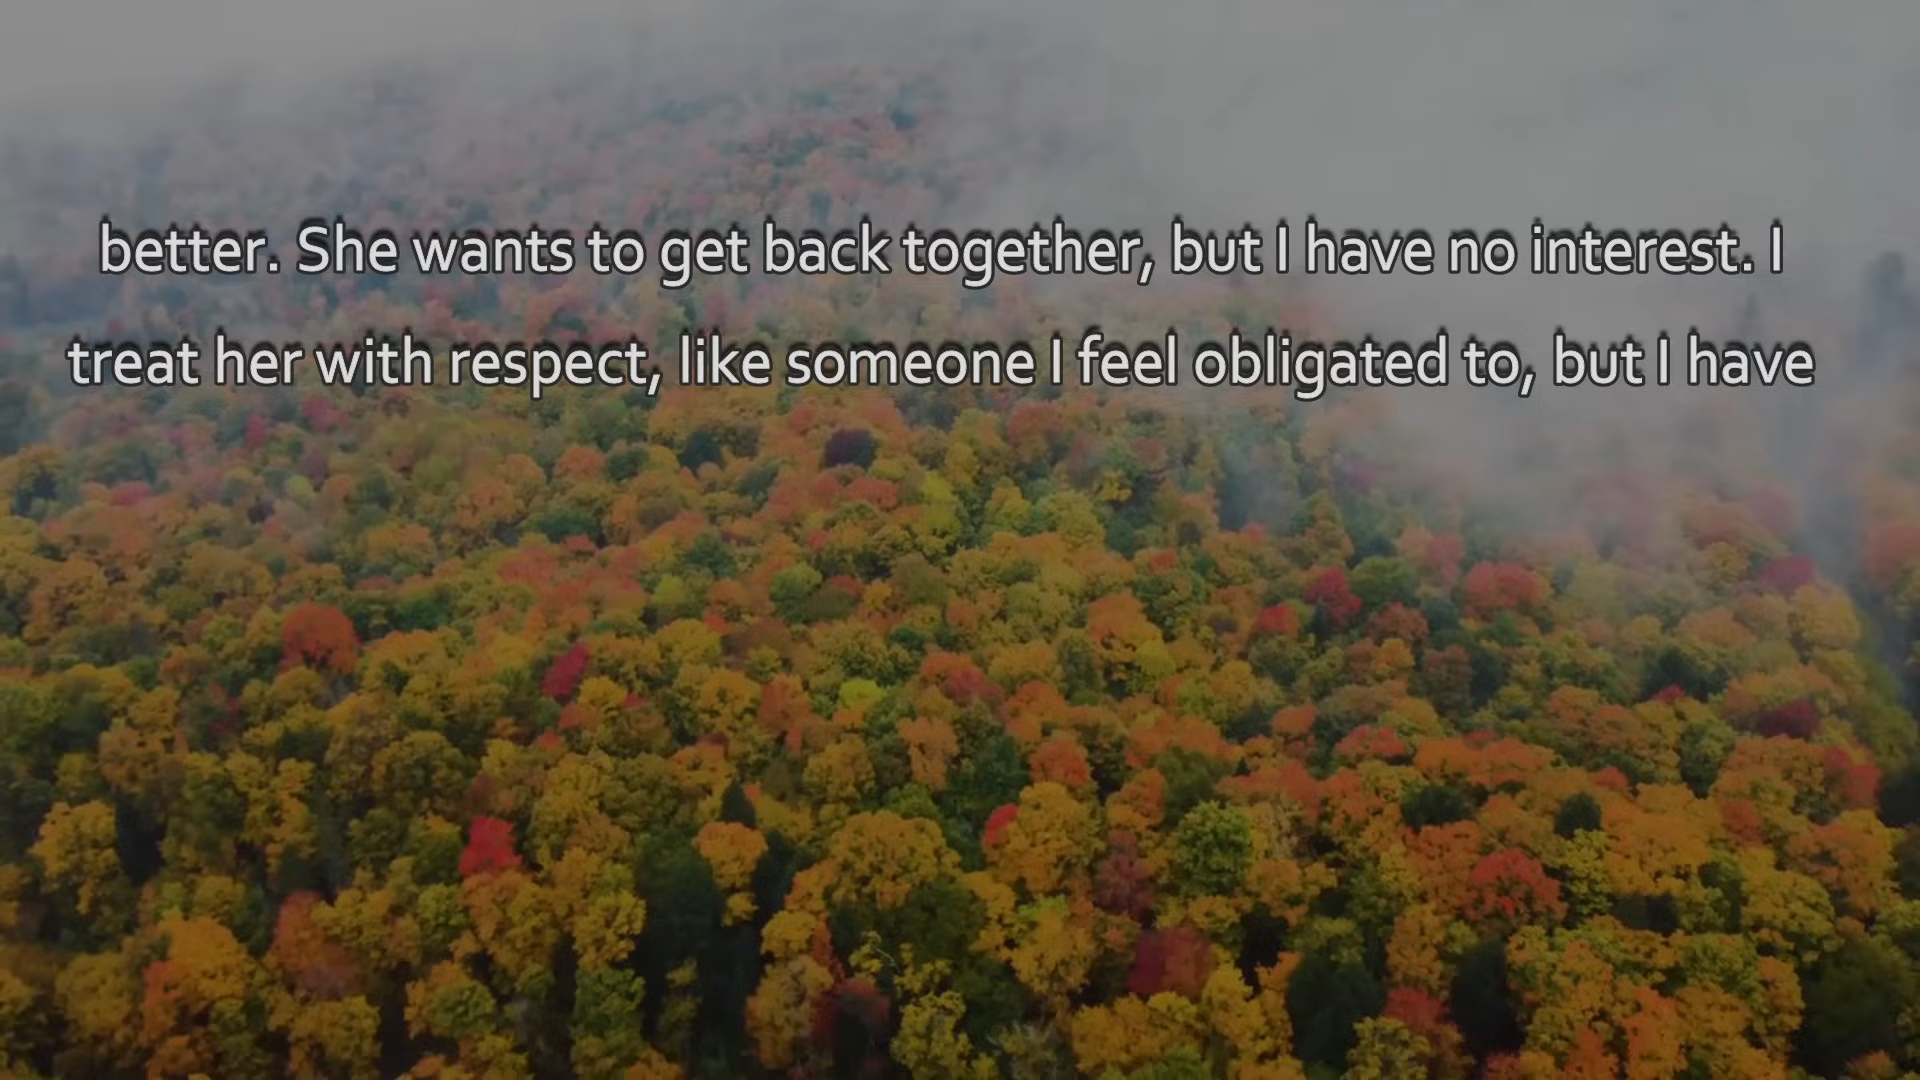 better. She wants to get back together, but I have no interest. I
treat her with respect, like someone I feel obligated to, but I have